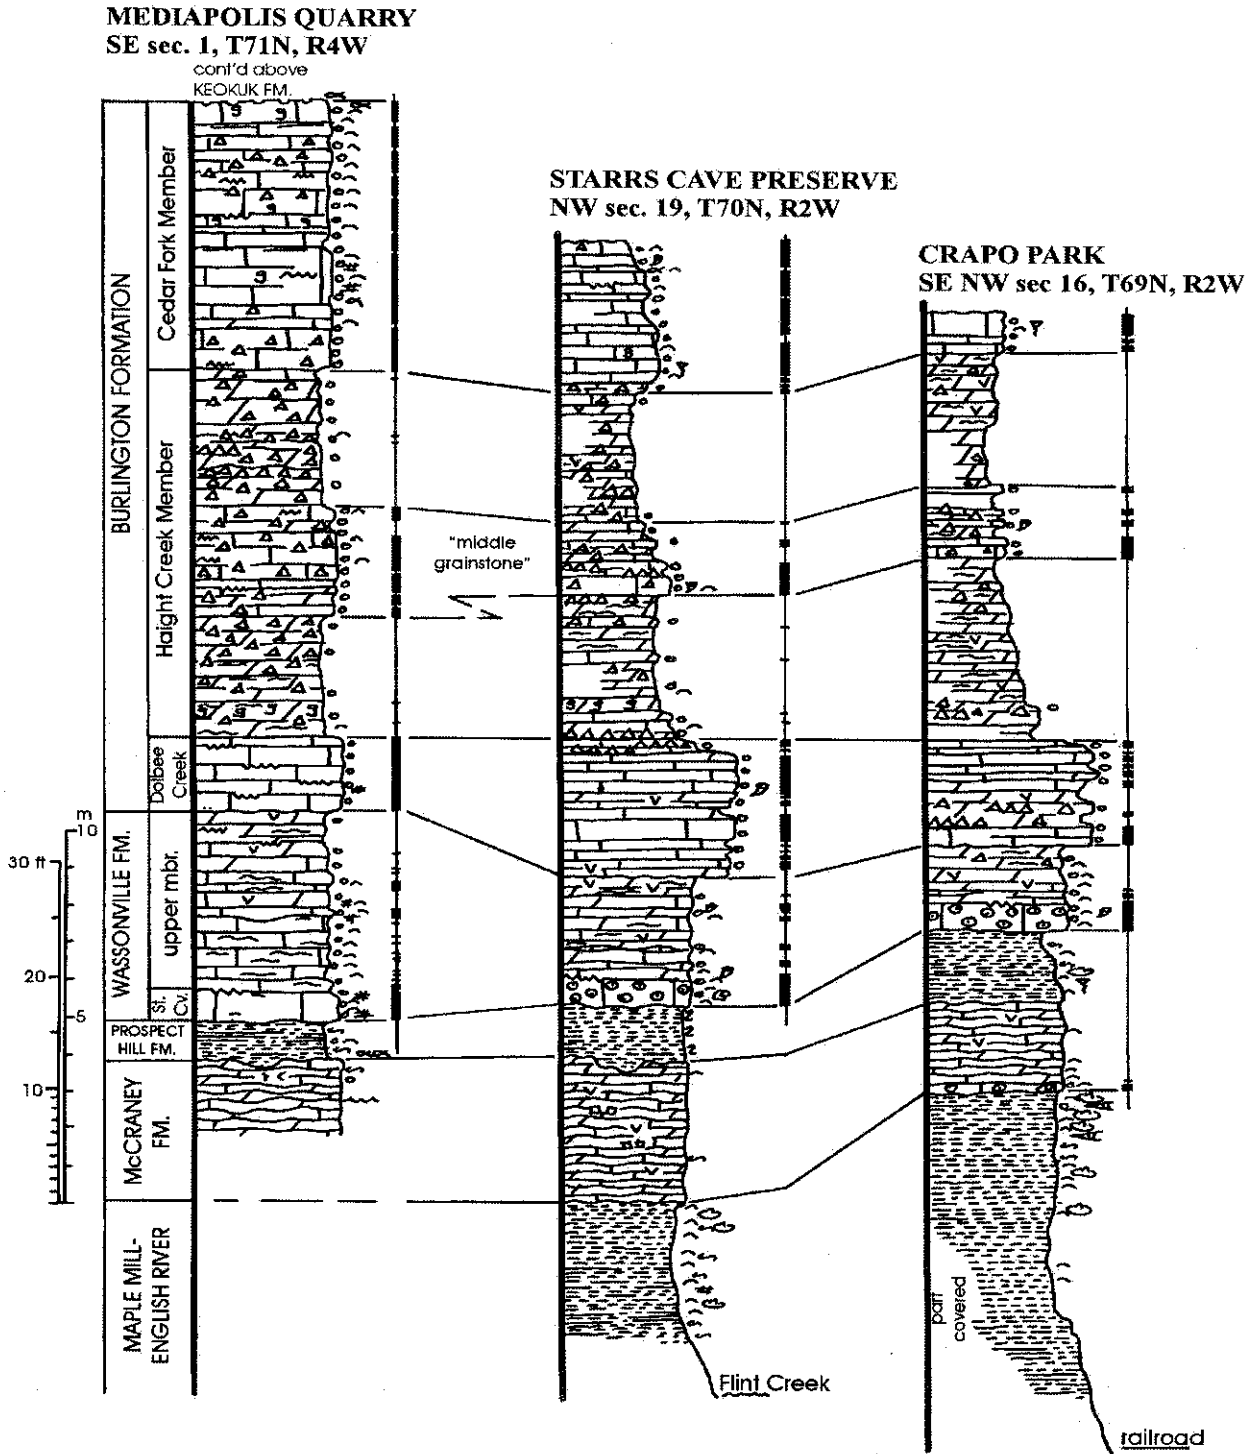 MEDIAPOLIS QUARRY
SE sec. 1, T71N, R4W
cont'd above
KEOKUK FM.
STARRS CAVE PRESERVE
NW sec. 19, T70N, R2W
CRAPO PARK
SE NW sec 16, T69N, R2W
BURLINGTON FORMATION
Cedar Fork Member
Haight Creek Member
Dolbee
Creek
"middle
grainstone"
WASSONVILLE FM.
upper mbr.
St.
Cv.
PROSPECT
HILL FM.
McCRANEY
FM.
MAPLE MILL-
ENGLISH RIVER
m
10
30 ft
20
5
10
part
covered
Flint Creek
railroad